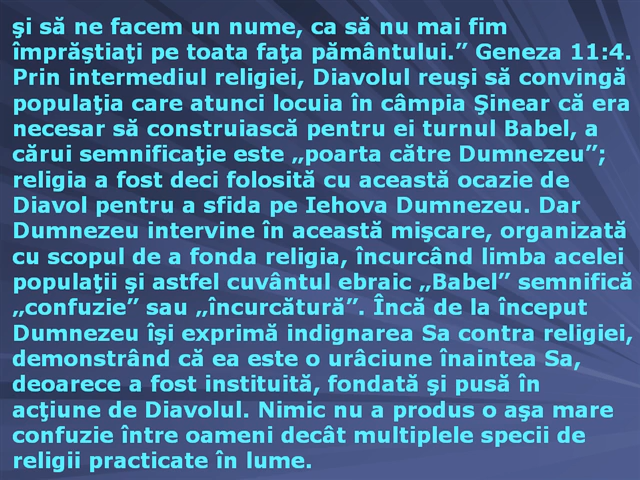 şi să ne facem un nume, ca să nu mai fim
împrăştiaţi pe toata faţa pământului.” Geneza 11:4.
Prin intermediul religiei, Diavolul reuşi să convingă
populaţia care atunci locuia în câmpia Şinear că era
necesar să construiască pentru ei turnul Babel, a
cărui semnificaţie este „poarta către Dumnezeu”;
religia a fost deci folosită cu această ocazie de
Diavol pentru a sfida pe Iehova Dumnezeu. Dar
Dumnezeu intervine în această mişcare, organizată
cu scopul de a fonda religia, încurcând limba acelei
populaţii şi astfel cuvântul ebraic „Babel” semnifică
„confuzie” sau „încurcătură”. Încă de la început
Dumnezeu îşi exprimă indignarea Sa contra religiei,
demonstrând că ea este o urâciune înaintea Sa,
deoarece a fost instituită, fondată şi pusă în
acţiune de Diavolul. Nimic nu a produs o aşa mare
confuzie între oameni decât multiplele specii de
religii practicate în lume.